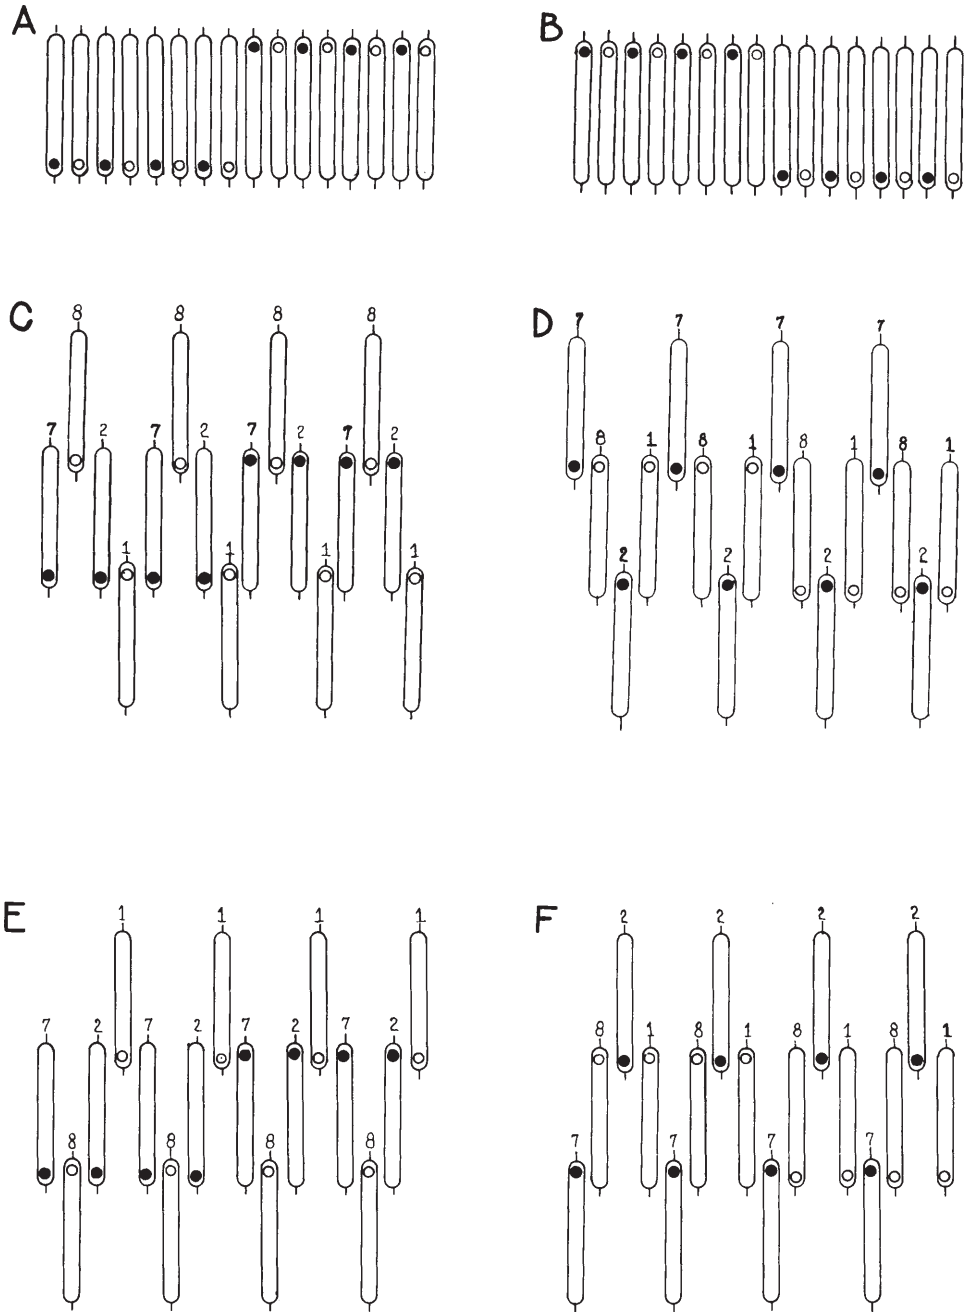 A B
C 8 8 8 8
7 2 7 2 7 2 7 2
1 1 1 1
D 7 7 7 7
8 1 8 1 8 1 8 1
2 2 2 2
E 1 1 1 1
7 2 7 2 7 2 7 2
8 8 8 8
F 2 2 2 2
8 1 8 1 8 1 8 1
7 7 7 7